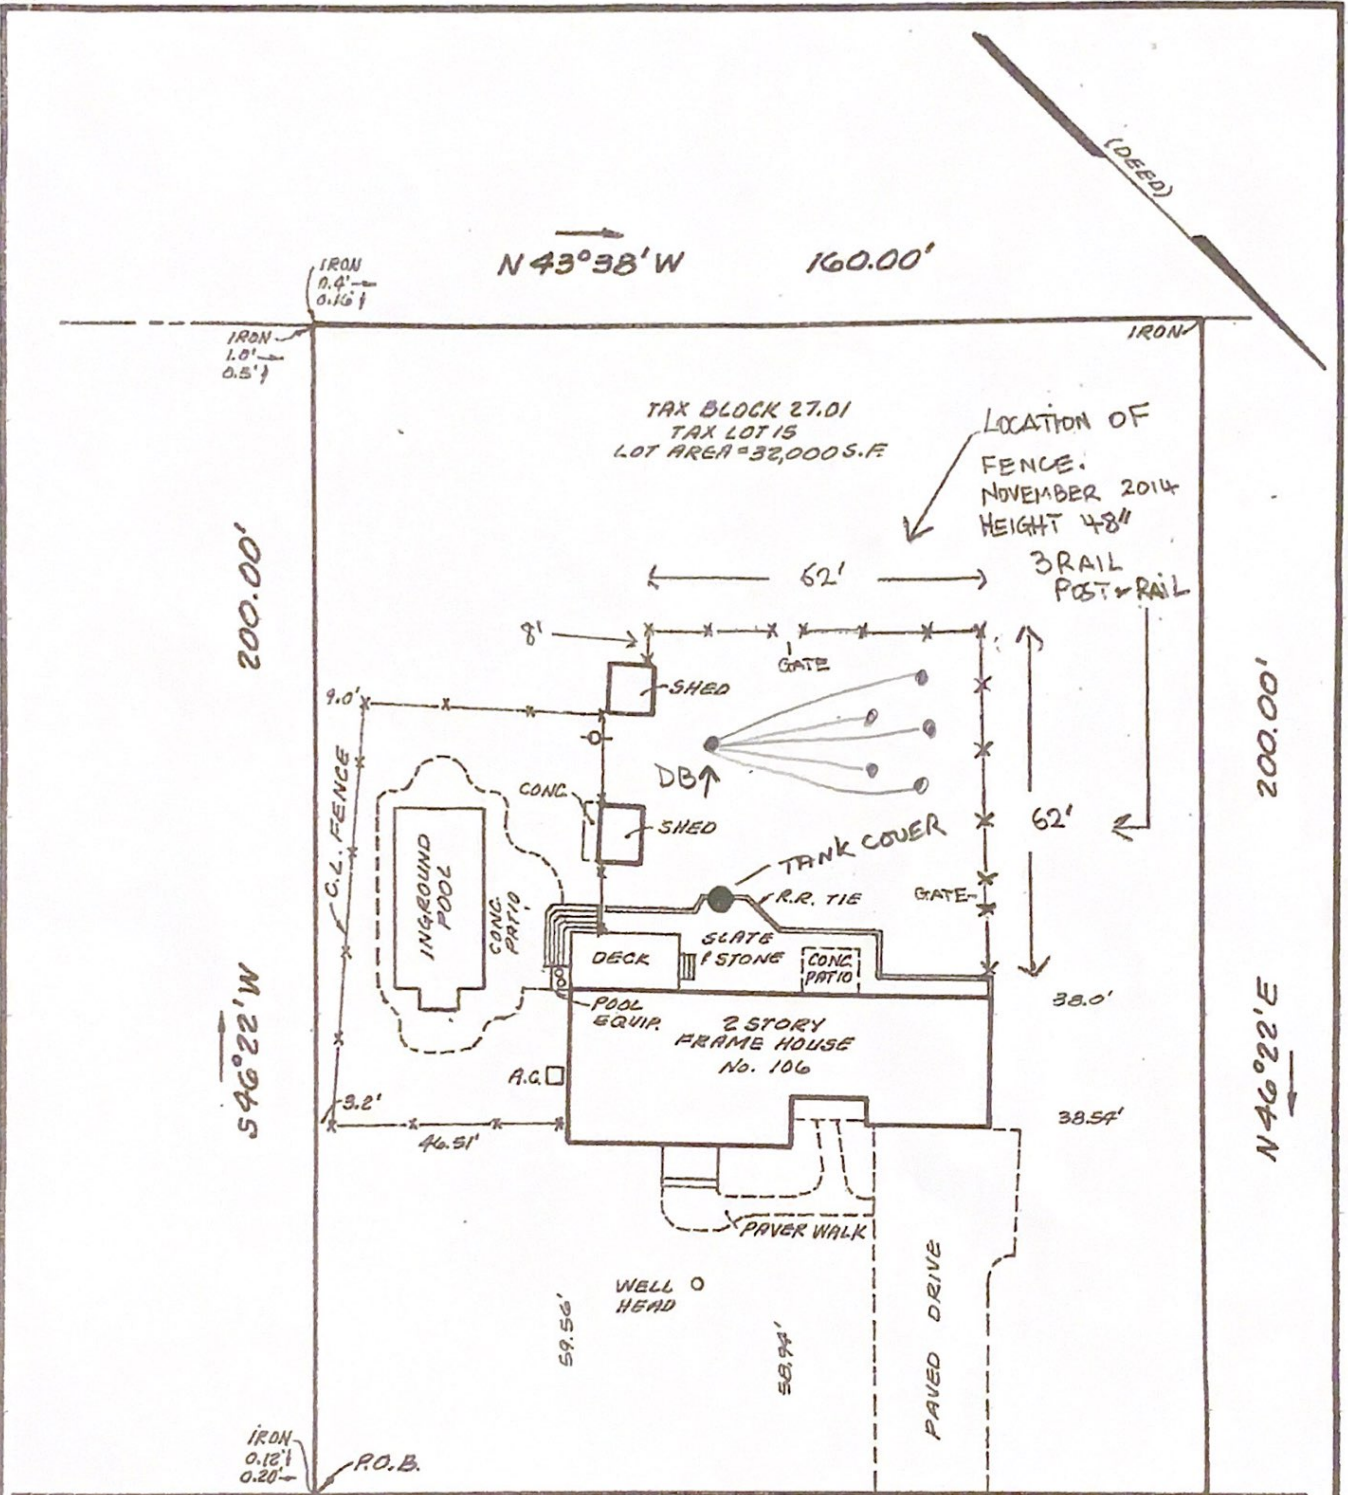 (DEED)
N 43°38' W 160.00'
IRON
0.4'
0.16'
IRON
1.0'
0.5'
IRON
TAX BLOCK 27.01
TAX LOT 15
LOT AREA = 32,000 S.F.
LOCATION OF
FENCE.
NOVEMBER 2014
HEIGHT 48"
3 RAIL
POST & RAIL
200.00'
62'
8'
GATE
SHED
9.0'
200.00'
C.L. FENCE
DB
CONC.
SHED
62'
TANK COVER
INGROUND
POOL
CONC.
PATIO
R.R. TIE
GATE
SLATE
& STONE
DECK
CONC.
PATIO
POOL
EQUIP.
38.0'
2 STORY
FRAME HOUSE
No. 106
S 46°22' W
N 46°22' E
A.C.
3.2'
46.51'
38.54'
PAVER WALK
WELL
HEAD
59.56'
58.94'
PAVED DRIVE
IRON
0.12'
0.20'
P.O.B.